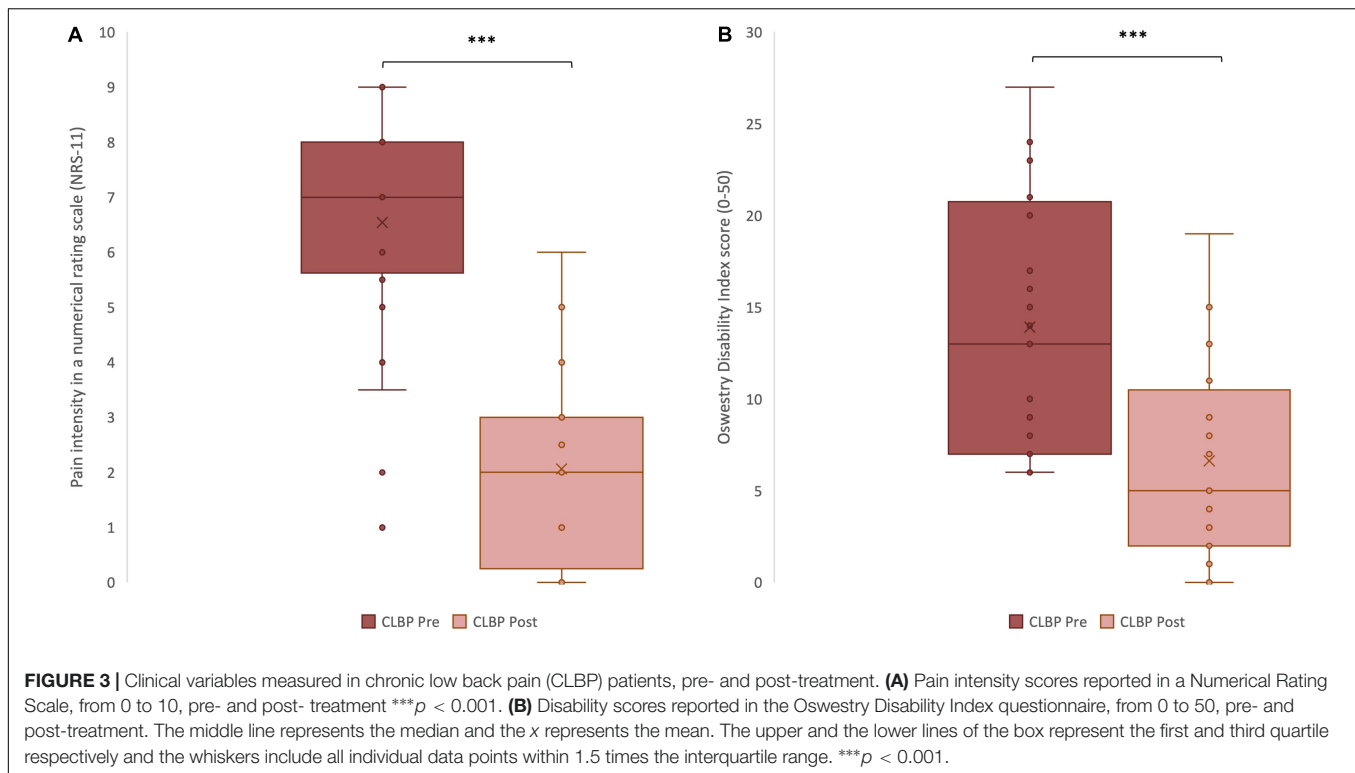 A
***
10
9
8
7
6
5
4
3
2
1
0
Pain intensity in a numerical rating scale (NRS-11)
CLBP Pre CLBP Post
B
***
30
25
20
15
10
5
0
Oswestry Disability Index score (0-50)
CLBP Pre CLBP Post
FIGURE 3 | Clinical variables measured in chronic low back pain (CLBP) patients, pre- and post-treatment. (A) Pain intensity scores reported in a Numerical Rating
Scale, from 0 to 10, pre- and post- treatment ***p < 0.001. (B) Disability scores reported in the Oswestry Disability Index questionnaire, from 0 to 50, pre- and
post-treatment. The middle line represents the median and the x represents the mean. The upper and the lower lines of the box represent the first and third quartile
respectively and the whiskers include all individual data points within 1.5 times the interquartile range. ***p < 0.001.